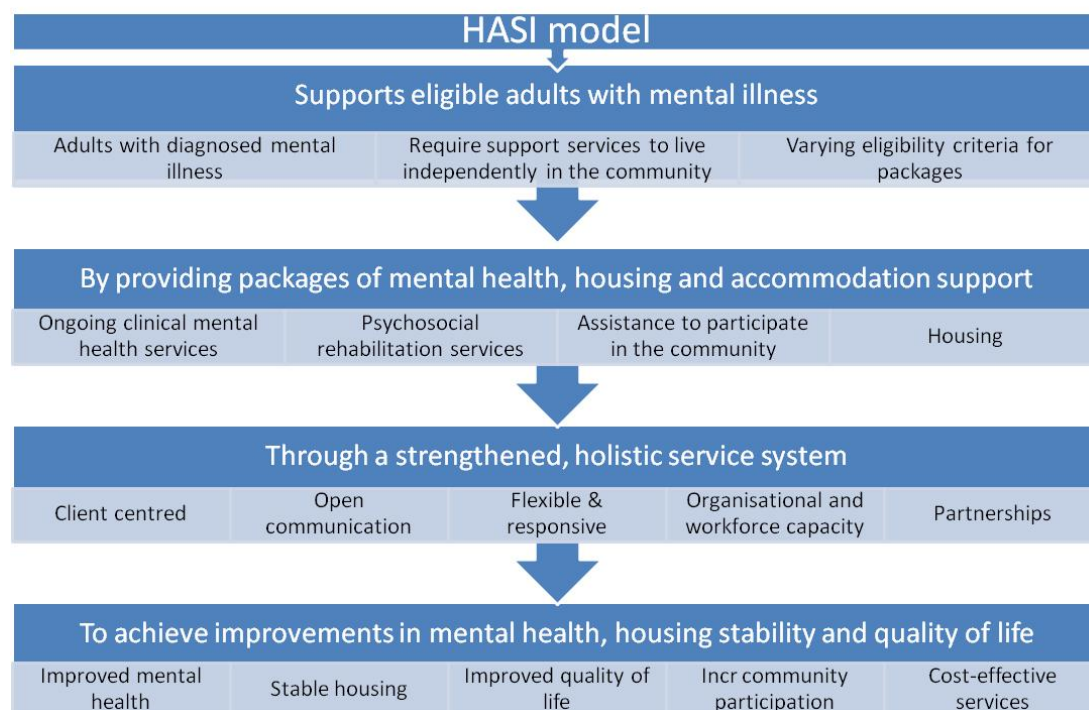 HASI model
Supports eligible adults with mental illness
Adults with diagnosed mental
illness
Require support services to live
independently in the community
Varying eligibility criteria for
packages
By providing packages of mental health, housing and accommodation support
Ongoing clinical mental
health services
Psychosocial
rehabilitation services
Assistance to participate
in the community
Housing
Through a strengthened, holistic service system
Client centred
Open
communication
Flexible &
responsive
Organisational and
workforce capacity
Partnerships
To achieve improvements in mental health, housing stability and quality of life
Improved mental
health
Stable housing
Improved quality of
life
Incr community
participation
Cost-effective
services